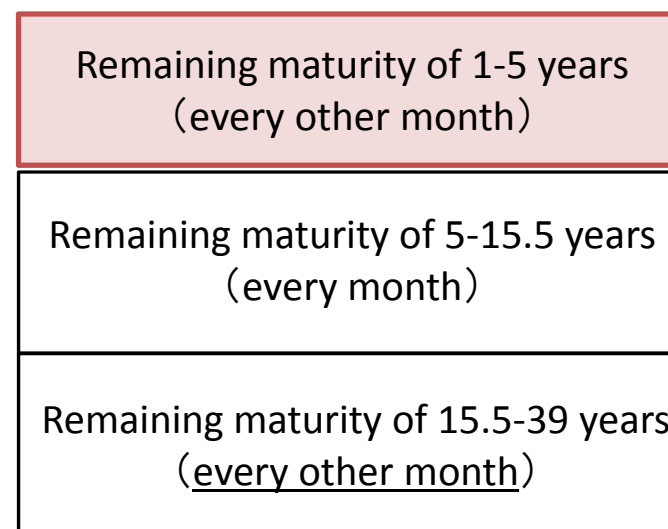 Remaining maturity of 1-5 years
（every other month）
Remaining maturity of 5-15.5 years
（every month）
Remaining maturity of 15.5-39 years
（every other month）